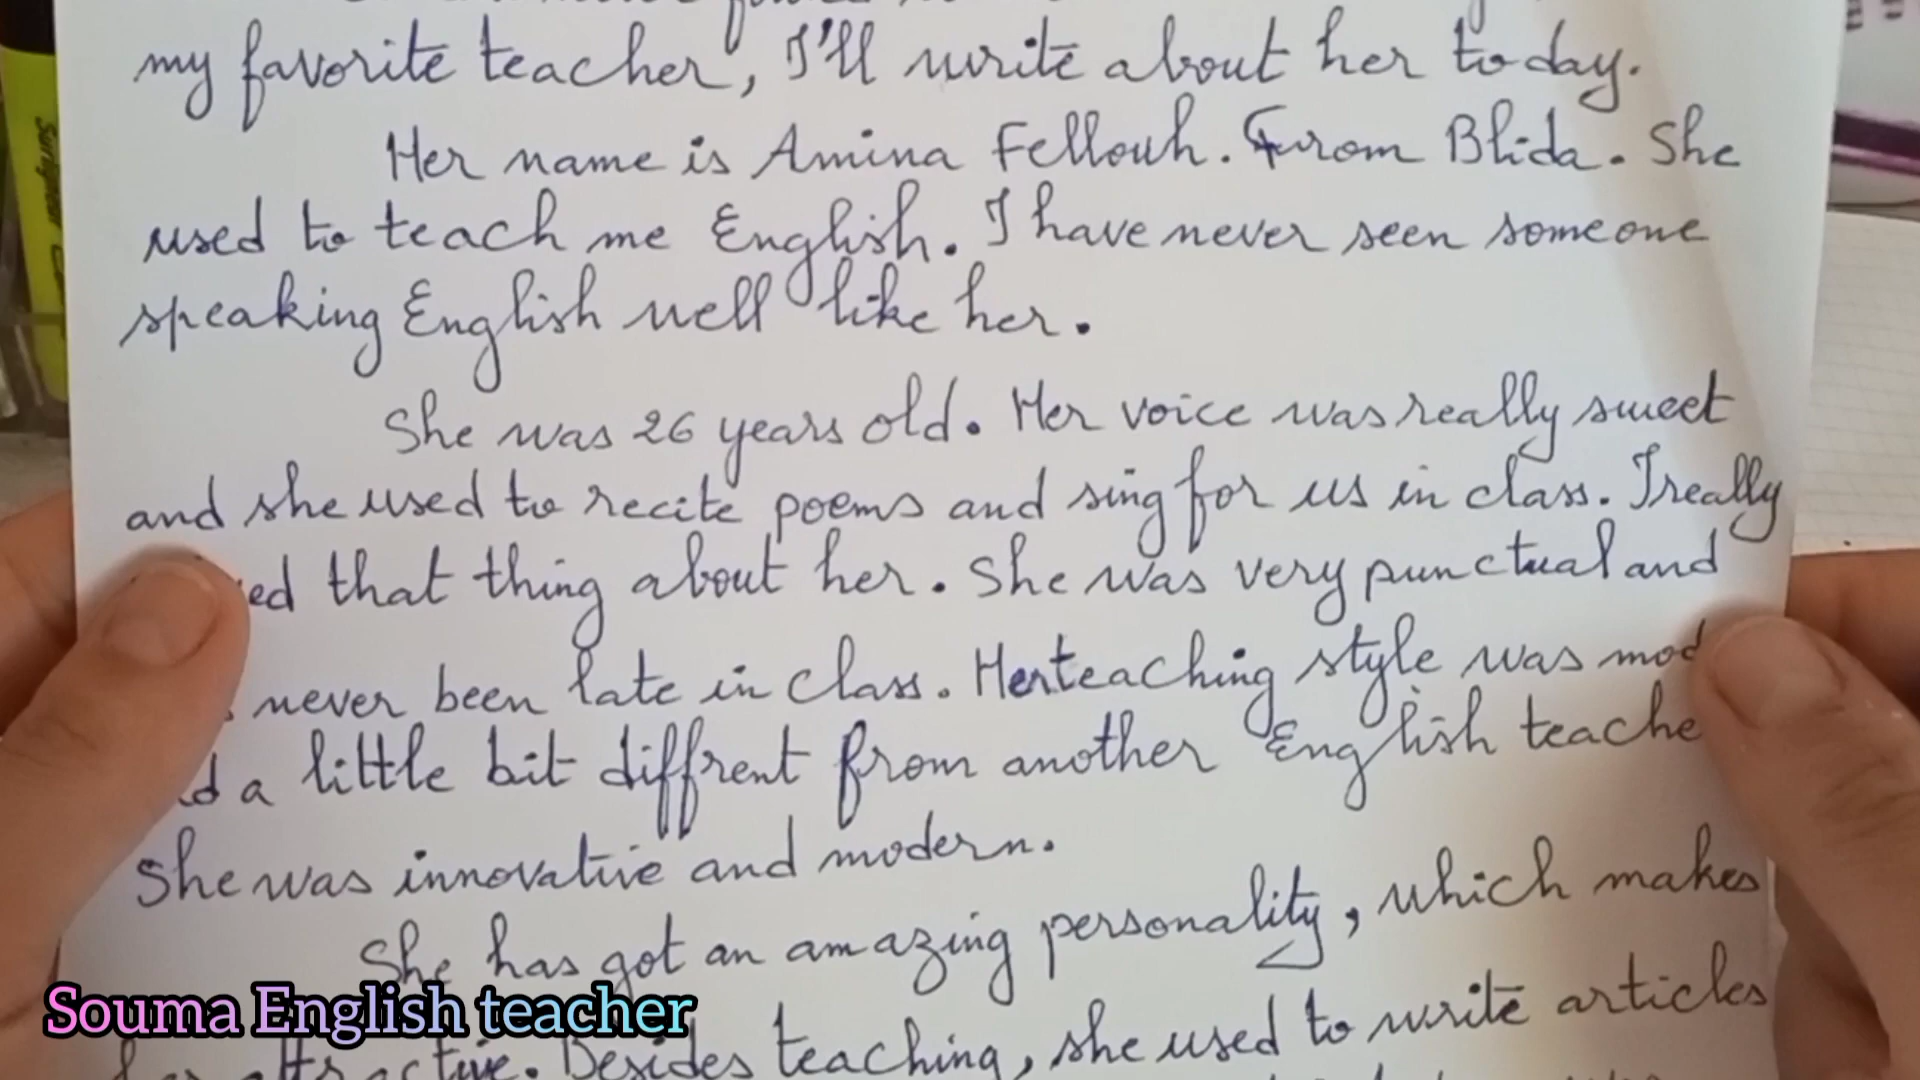 my favorite teacher, I'll write about her today.
Her name is Amina Fellouh. From Blida. She
used to teach me English. I have never seen someone
speaking English well like her.
She was 26 years old. Her voice was really sweet
and she used to recite poems and sing for us in class. I really
ed that thing about her. She was very punctual and
never been late in class. Her teaching style was mod
d a little bit diffrent from another English teache
She was innovative and modern.
She has got an amazing personality, which makes
her attractive. Besides teaching, she used to write articles
Souma English teacher